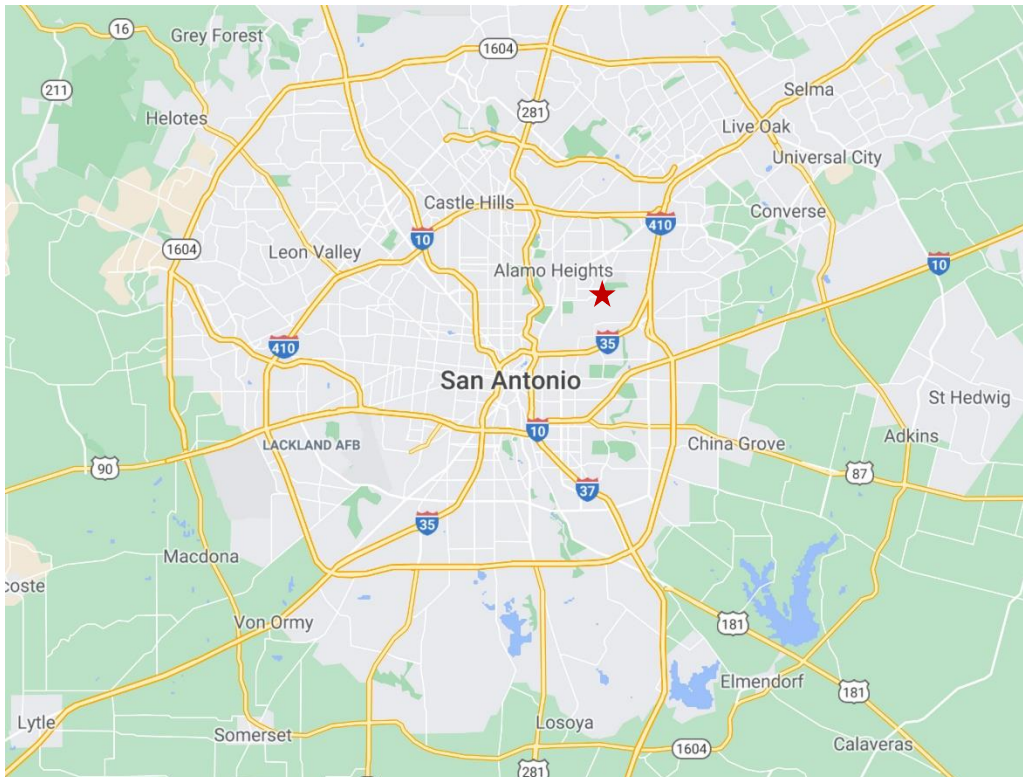 16
Grey Forest
1604
211
Selma
281
Helotes
Live Oak
Universal City
Castle Hills
Converse
410
10
1604
Leon Valley
10
Alamo Heights
35
410
San Antonio
St Hedwig
10
Adkins
LACKLAND AFB
China Grove
90
87
37
35
Macdona
coste
Von Ormy
181
Elmendorf
181
Lytle
Losoya
Somerset
1604
Calaveras
281